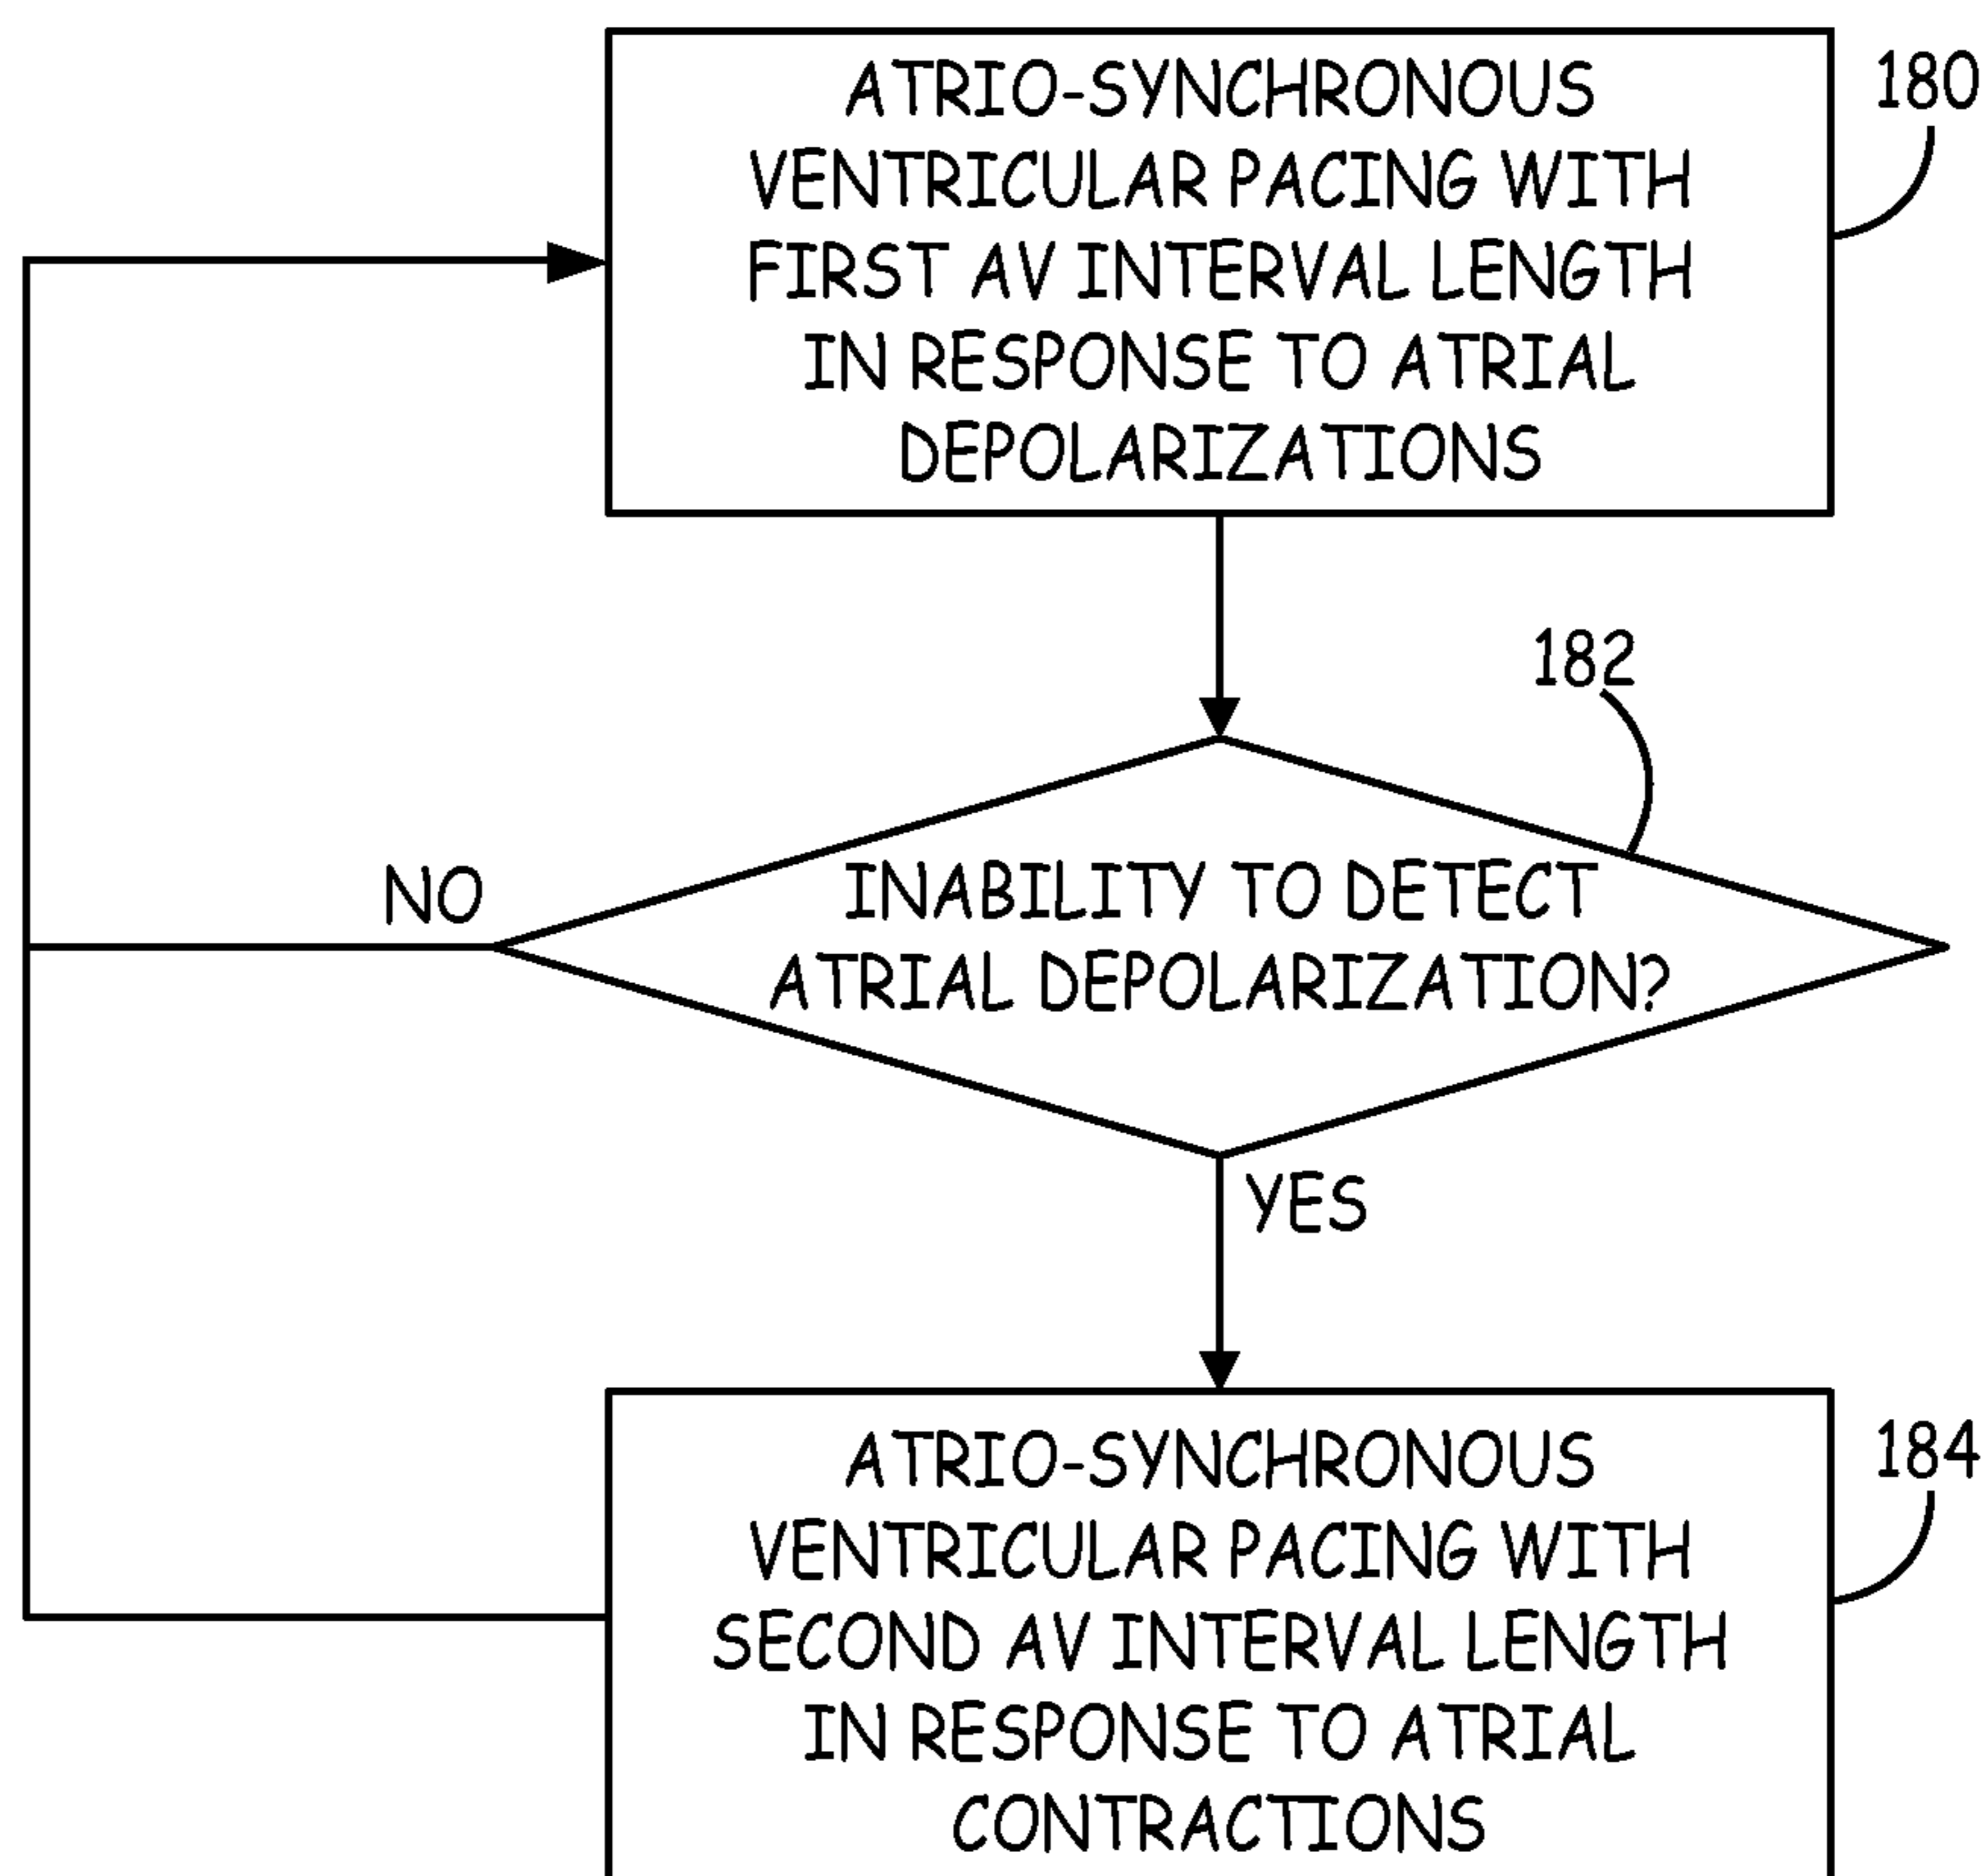 ATRIO-SYNCHRONOUS
VENTRICULAR PACING WITH
FIRST AV INTERVAL LENGTH
IN RESPONSE TO ATRIAL
DEPOLARIZATIONS
180
182
INABILITY TO DETECT
ATRIAL DEPOLARIZATION?
NO
YES
ATRIO-SYNCHRONOUS
VENTRICULAR PACING WITH
SECOND AV INTERVAL LENGTH
IN RESPONSE TO ATRIAL
CONTRACTIONS
184